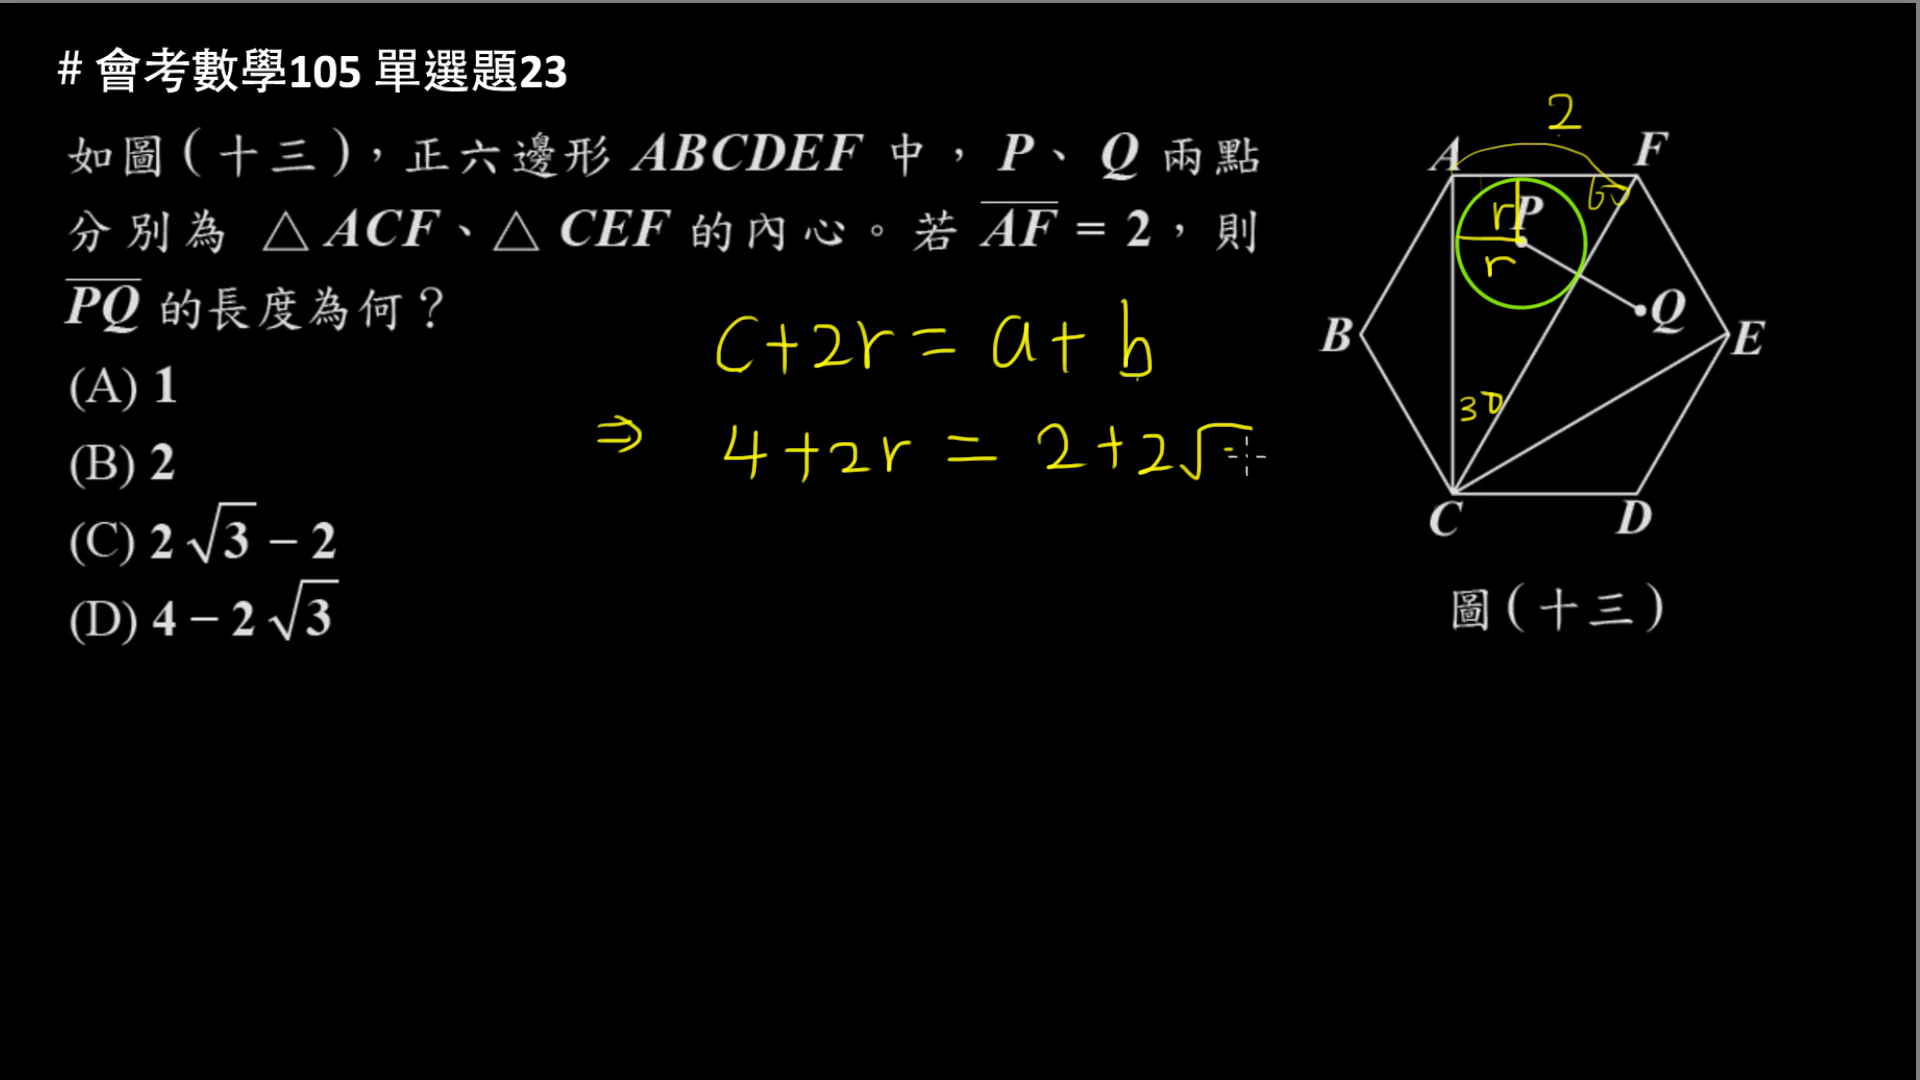 # 會考數學105 單選題23
如圖(十三)，正六邊形 ABCDEF 中，P、Q 兩點
分別為 △ACF、△CEF 的內心。若 \overline{AF} = 2，則
\overline{PQ} 的長度為何？
(A) 1
(B) 2
(C) 2√3 − 2
(D) 4 − 2√3
c+2r = a+b
⇒ 4+2r = 2+2√
2
A
F
60
r
P
r
Q
B
E
30
C
D
圖(十三)